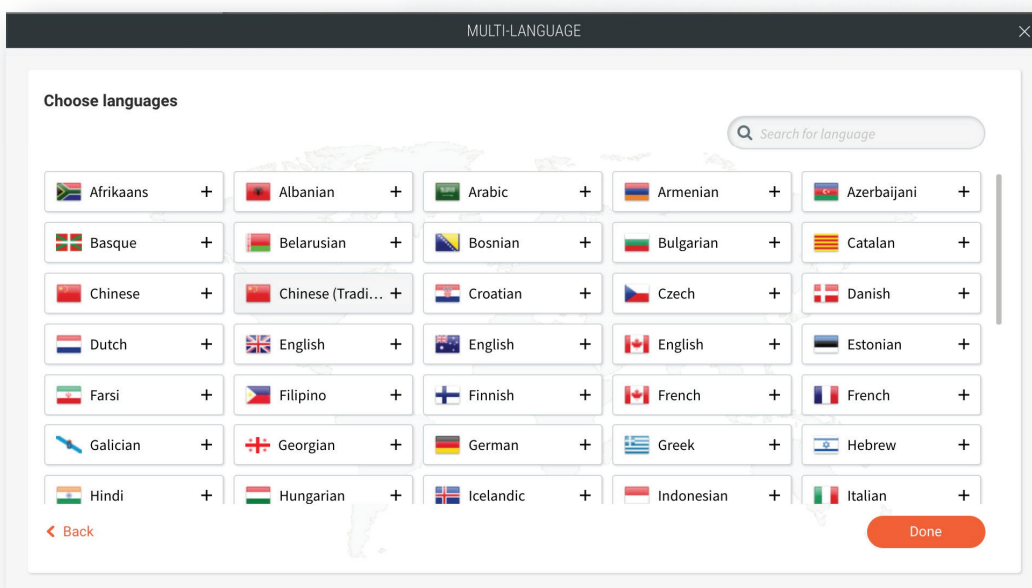 MULTI-LANGUAGE
Choose languages
Search for language
Afrikaans
Albanian
Arabic
Armenian
Azerbaijani
Basque
Belarusian
Bosnian
Bulgarian
Catalan
Chinese
Chinese (Tradi...
Croatian
Czech
Danish
Dutch
English
English
English
Estonian
Farsi
Filipino
Finnish
French
French
Galician
Georgian
German
Greek
Hebrew
Hindi
Hungarian
Icelandic
Indonesian
Italian
Back
Done